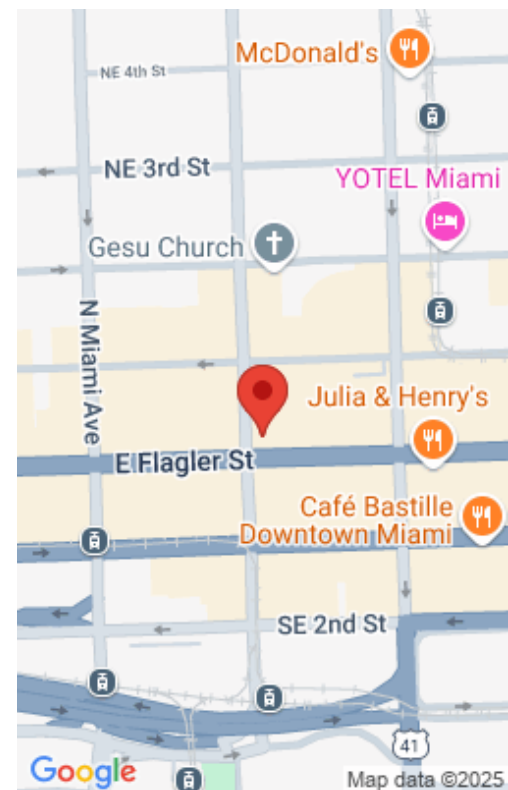 McDonald's
NE 4th St
NE 3rd St
YOTEL Miami
Gesu Church
N Miami Ave
Julia & Henry's
E Flagler St
Café Bastille
Downtown Miami
SE 2nd St
41
Google
Map data ©2025